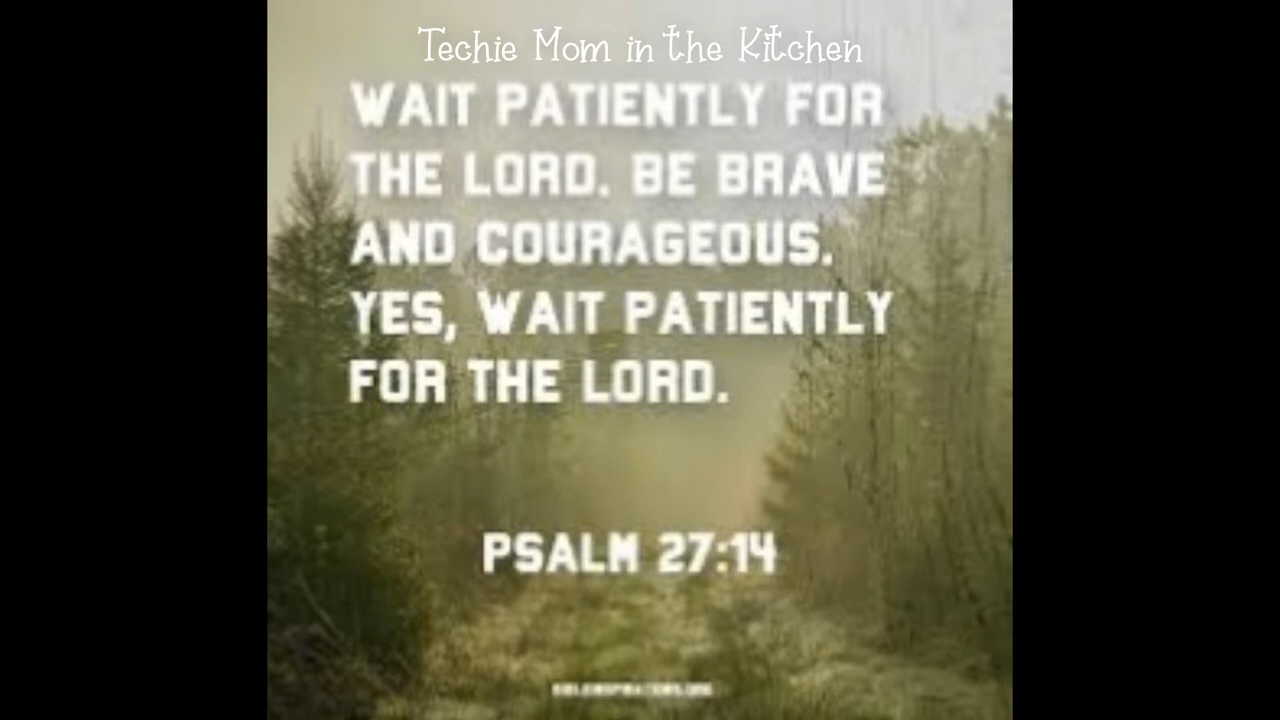 Techie Mom in the Kitchen
WAIT PATIENTLY FOR
THE LORD. BE BRAVE
AND COURAGEOUS.
YES, WAIT PATIENTLY
FOR THE LORD.
PSALM 27:14